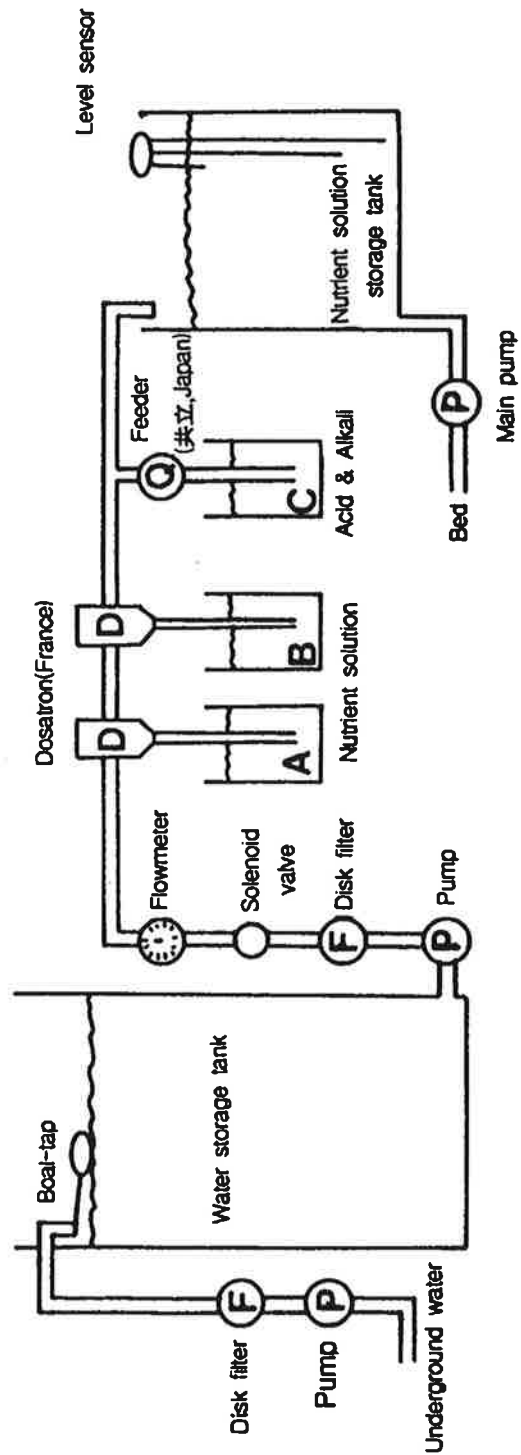 Underground water
Pump
P
Disk filter
F
Boal-tap
Water storage tank
Pump
P
Disk filter
F
Solenoid
valve
Flowmeter
Dosatron(France)
D
D
A
B
Nutrient solution
Feeder
(共立,Japan)
Q
C
Acid & Alkali
Level sensor
Nutrient solution
storage tank
Bed
P
Main pump